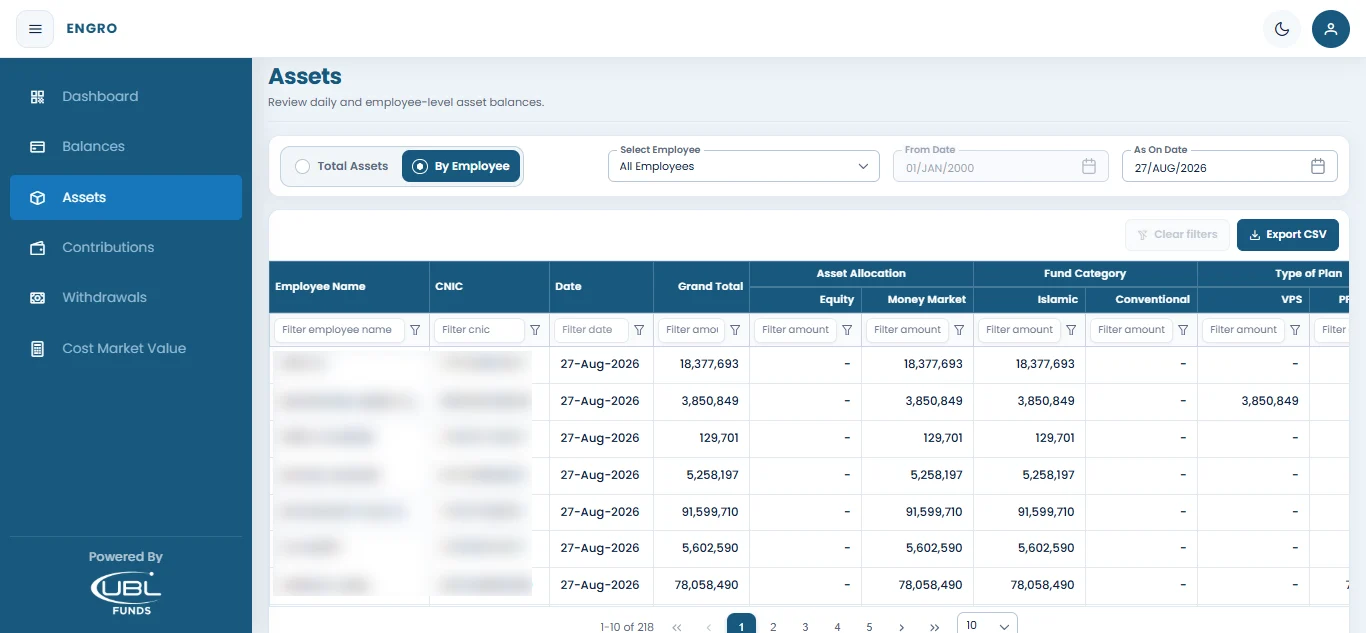 ENGRO
Dashboard
Balances
Assets
Contributions
Withdrawals
Cost Market Value
Powered By
UBL
FUNDS
Assets
Review daily and employee-level asset balances.
Total Assets
By Employee
Select Employee
All Employees
From Date
01/JAN/2000
As On Date
27/AUG/2026
Clear filters
Export CSV
Asset Allocation Fund Category Type of Plan
Employee Name CNIC Date Grand Total
Equity Money Market Islamic Conventional VPS
Filter employee name Filter cnic Filter date Filter amou Filter amount Filter amount Filter amount Filter amount Filter amount Filter
27-Aug-2026 18,377,693 - 18,377,693 18,377,693 - -
27-Aug-2026 3,850,849 - 3,850,849 3,850,849 - 3,850,849
27-Aug-2026 129,701 - 129,701 129,701 - -
27-Aug-2026 5,258,197 - 5,258,197 5,258,197 - -
27-Aug-2026 91,599,710 - 91,599,710 91,599,710 - -
27-Aug-2026 5,602,590 - 5,602,590 5,602,590 - -
27-Aug-2026 78,058,490 - 78,058,490 78,058,490 - -
1-10 of 218 « ‹ 1 2 3 4 5 › » 10